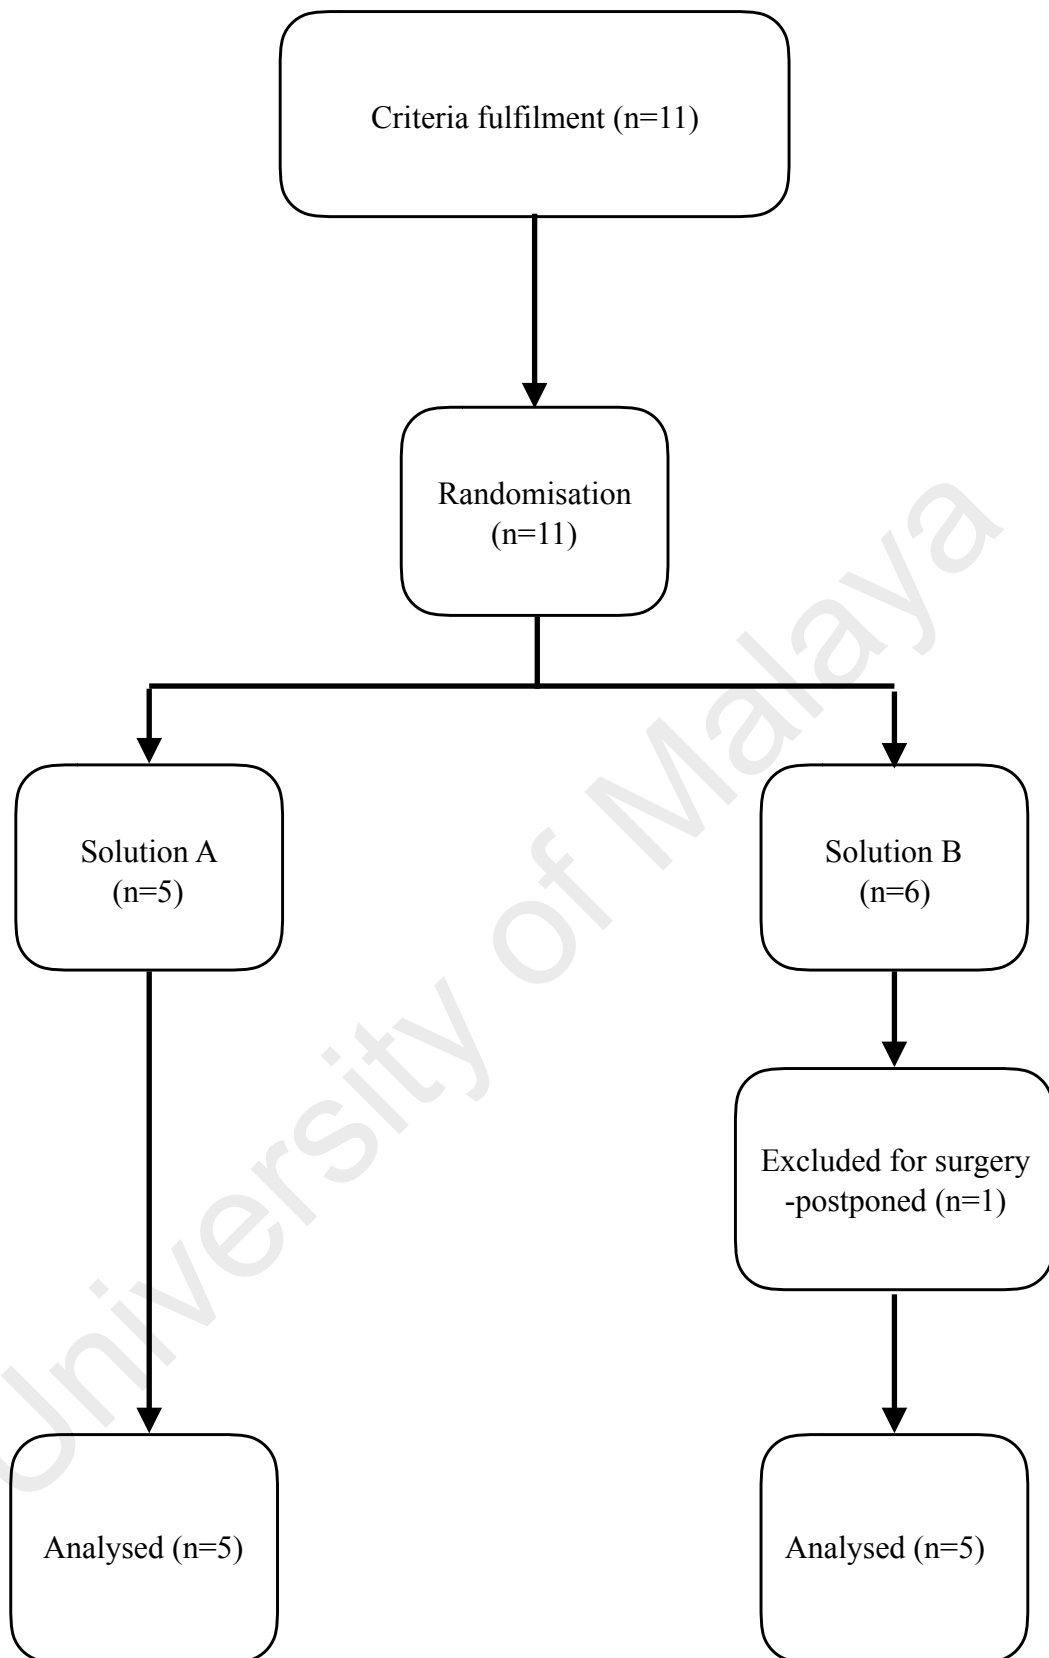 Criteria fulfilment (n=11)
Randomisation
(n=11)
Solution A
(n=5)
Solution B
(n=6)
Excluded for surgery
-postponed (n=1)
Analysed (n=5)
Analysed (n=5)
University of Malaya